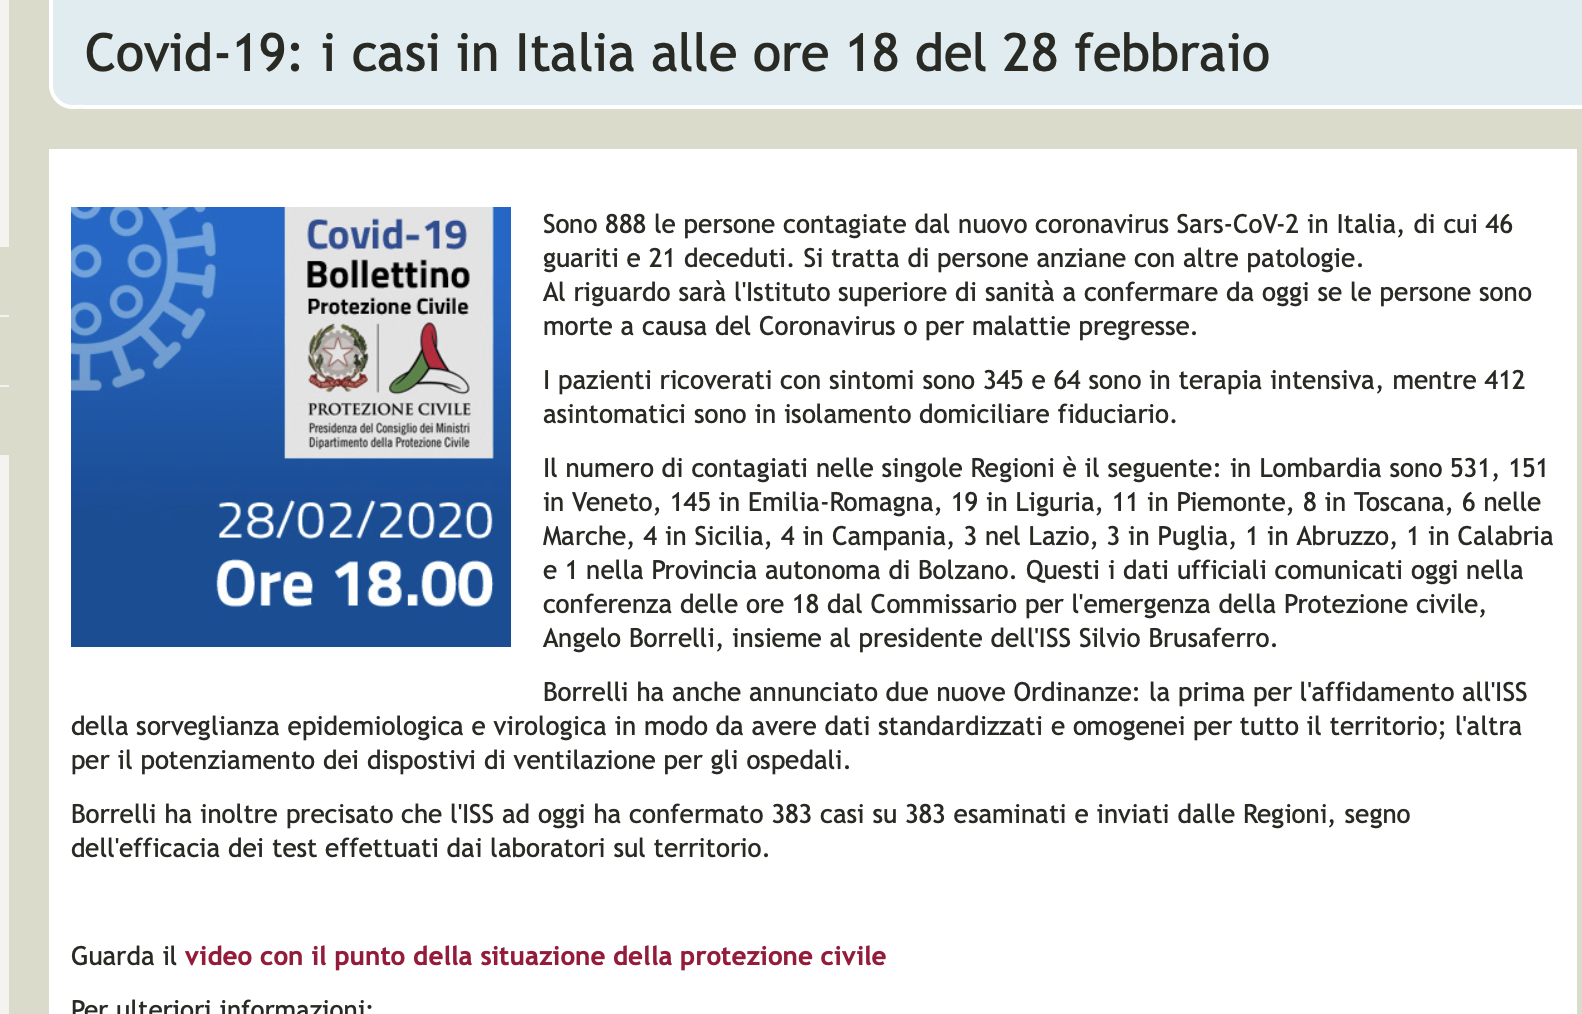 Covid-19: i casi in Italia alle ore 18 del 28 febbraio
Covid-19
Bollettino
Protezione Civile
PROTEZIONE CIVILE
Presidenza del Consiglio dei Ministri
Dipartimento della Protezione Civile
28/02/2020
Ore 18.00
Sono 888 le persone contagiate dal nuovo coronavirus Sars-CoV-2 in Italia, di cui 46
guariti e 21 deceduti. Si tratta di persone anziane con altre patologie.
Al riguardo sarà l'Istituto superiore di sanità a confermare da oggi se le persone sono
morte a causa del Coronavirus o per malattie pregresse.
I pazienti ricoverati con sintomi sono 345 e 64 sono in terapia intensiva, mentre 412
asintomatici sono in isolamento domiciliare fiduciario.
Il numero di contagiati nelle singole Regioni è il seguente: in Lombardia sono 531, 151
in Veneto, 145 in Emilia-Romagna, 19 in Liguria, 11 in Piemonte, 8 in Toscana, 6 nelle
Marche, 4 in Sicilia, 4 in Campania, 3 nel Lazio, 3 in Puglia, 1 in Abruzzo, 1 in Calabria
e 1 nella Provincia autonoma di Bolzano. Questi i dati ufficiali comunicati oggi nella
conferenza delle ore 18 dal Commissario per l'emergenza della Protezione civile,
Angelo Borrelli, insieme al presidente dell'ISS Silvio Brusaferro.
Borrelli ha anche annunciato due nuove Ordinanze: la prima per l'affidamento all'ISS
della sorveglianza epidemiologica e virologica in modo da avere dati standardizzati e omogenei per tutto il territorio; l'altra
per il potenziamento dei dispostivi di ventilazione per gli ospedali.
Borrelli ha inoltre precisato che l'ISS ad oggi ha confermato 383 casi su 383 esaminati e inviati dalle Regioni, segno
dell'efficacia dei test effettuati dai laboratori sul territorio.
Guarda il video con il punto della situazione della protezione civile
Per ulteriori informazioni: